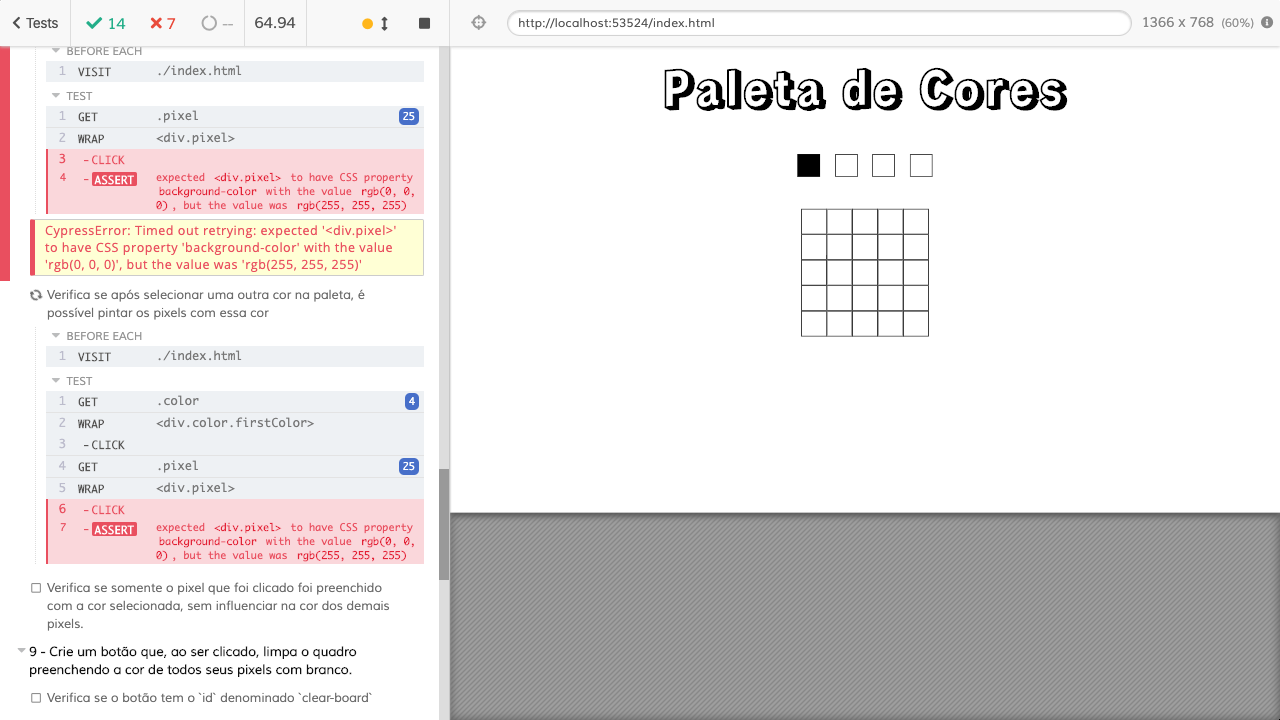 Tests 14 7 -- 64.94
http://localhost:53524/index.html 1366 x 768 (60%)
BEFORE EACH
1 VISIT ./index.html
TEST
1 GET .pixel 25
2 WRAP <div.pixel>
3 -CLICK
4 -ASSERT expected <div.pixel> to have CSS property
background-color with the value rgb(0, 0,
0), but the value was rgb(255, 255, 255)
CypressError: Timed out retrying: expected '<div.pixel>'
to have CSS property 'background-color' with the value
'rgb(0, 0, 0)', but the value was 'rgb(255, 255, 255)'
Verifica se após selecionar uma outra cor na paleta, é
possível pintar os pixels com essa cor
BEFORE EACH
1 VISIT ./index.html
TEST
1 GET .color 4
2 WRAP <div.color.firstColor>
3 -CLICK
4 GET .pixel 25
5 WRAP <div.pixel>
6 -CLICK
7 -ASSERT expected <div.pixel> to have CSS property
background-color with the value rgb(0, 0,
0), but the value was rgb(255, 255, 255)
Verifica se somente o pixel que foi clicado foi preenchido
com a cor selecionada, sem influenciar na cor dos demais
pixels.
9 - Crie um botão que, ao ser clicado, limpa o quadro
preenchendo a cor de todos seus pixels com branco.
Verifica se o botão tem o `id` denominado `clear-board`
Paleta de Cores